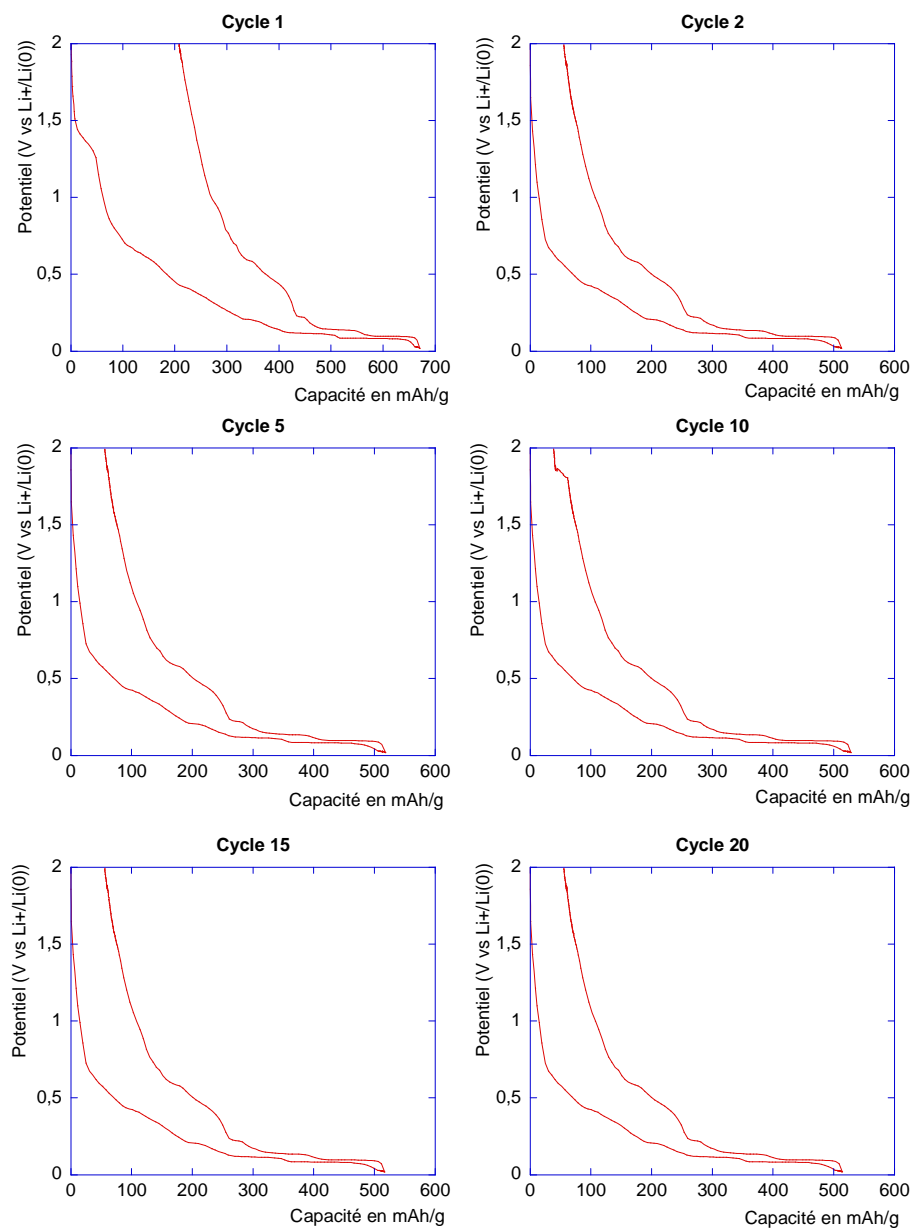 Cycle 1
Potentiel (V vs Li+/Li(0))
2
1,5
1
0,5
0
0 100 200 300 400 500 600 700
Capacité en mAh/g
Cycle 2
Potentiel (V vs Li+/Li(0))
2
1,5
1
0,5
0
0 100 200 300 400 500 600
Capacité en mAh/g
Cycle 5
Potentiel (V vs Li+/Li(0))
2
1,5
1
0,5
0
0 100 200 300 400 500 600
Capacité en mAh/g
Cycle 10
Potentiel (V vs Li+/Li(0))
2
1,5
1
0,5
0
0 100 200 300 400 500 600
Capacité en mAh/g
Cycle 15
Potentiel (V vs Li+/Li(0))
2
1,5
1
0,5
0
0 100 200 300 400 500 600
Capacité en mAh/g
Cycle 20
Potentiel (V vs Li+/Li(0))
2
1,5
1
0,5
0
0 100 200 300 400 500 600
Capacité en mAh/g